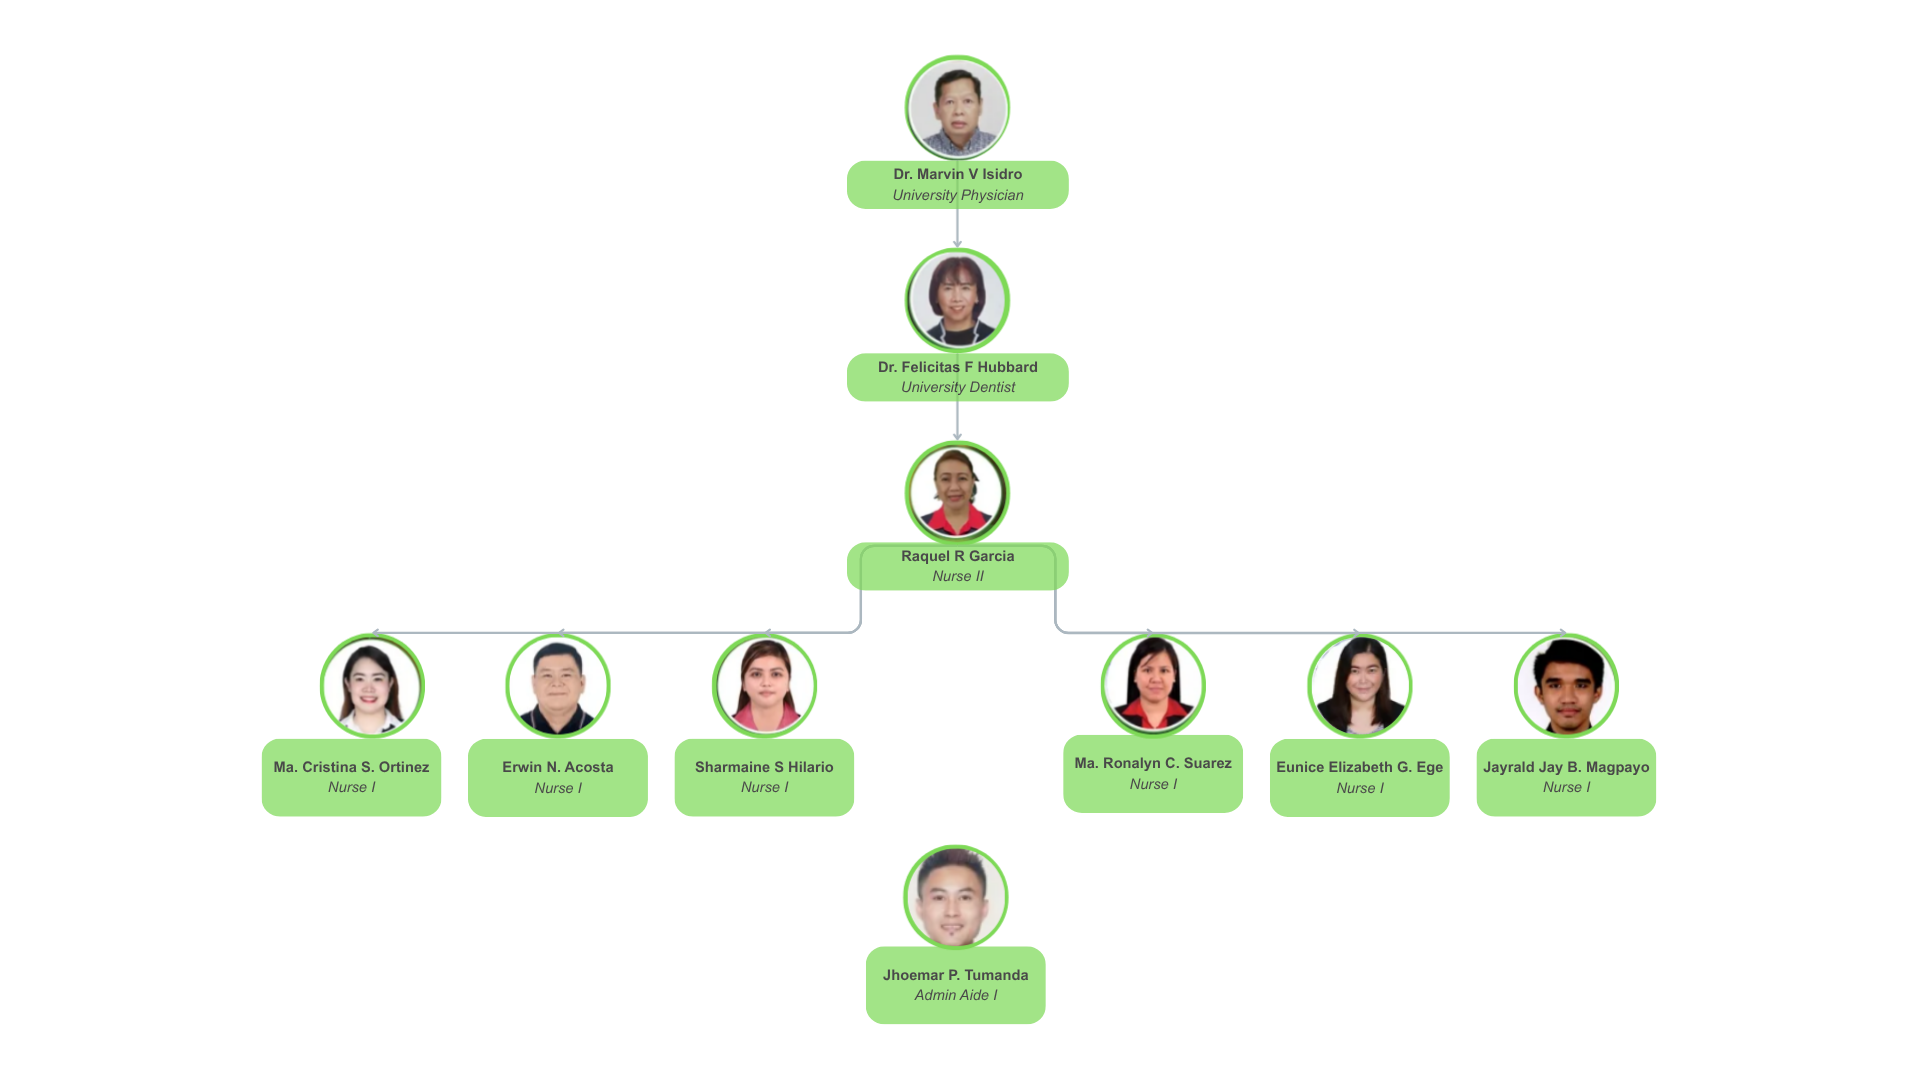 Dr. Marvin V Isidro
University Physician
Dr. Felicitas F Hubbard
University Dentist
Raquel R Garcia
Nurse II
Ma. Cristina S. Ortinez
Nurse I
Erwin N. Acosta
Nurse I
Sharmaine S Hilario
Nurse I
Ma. Ronalyn C. Suarez
Nurse I
Eunice Elizabeth G. Ege
Nurse I
Jayrald Jay B. Magpayo
Nurse I
Jhoemar P. Tumanda
Admin Aide I